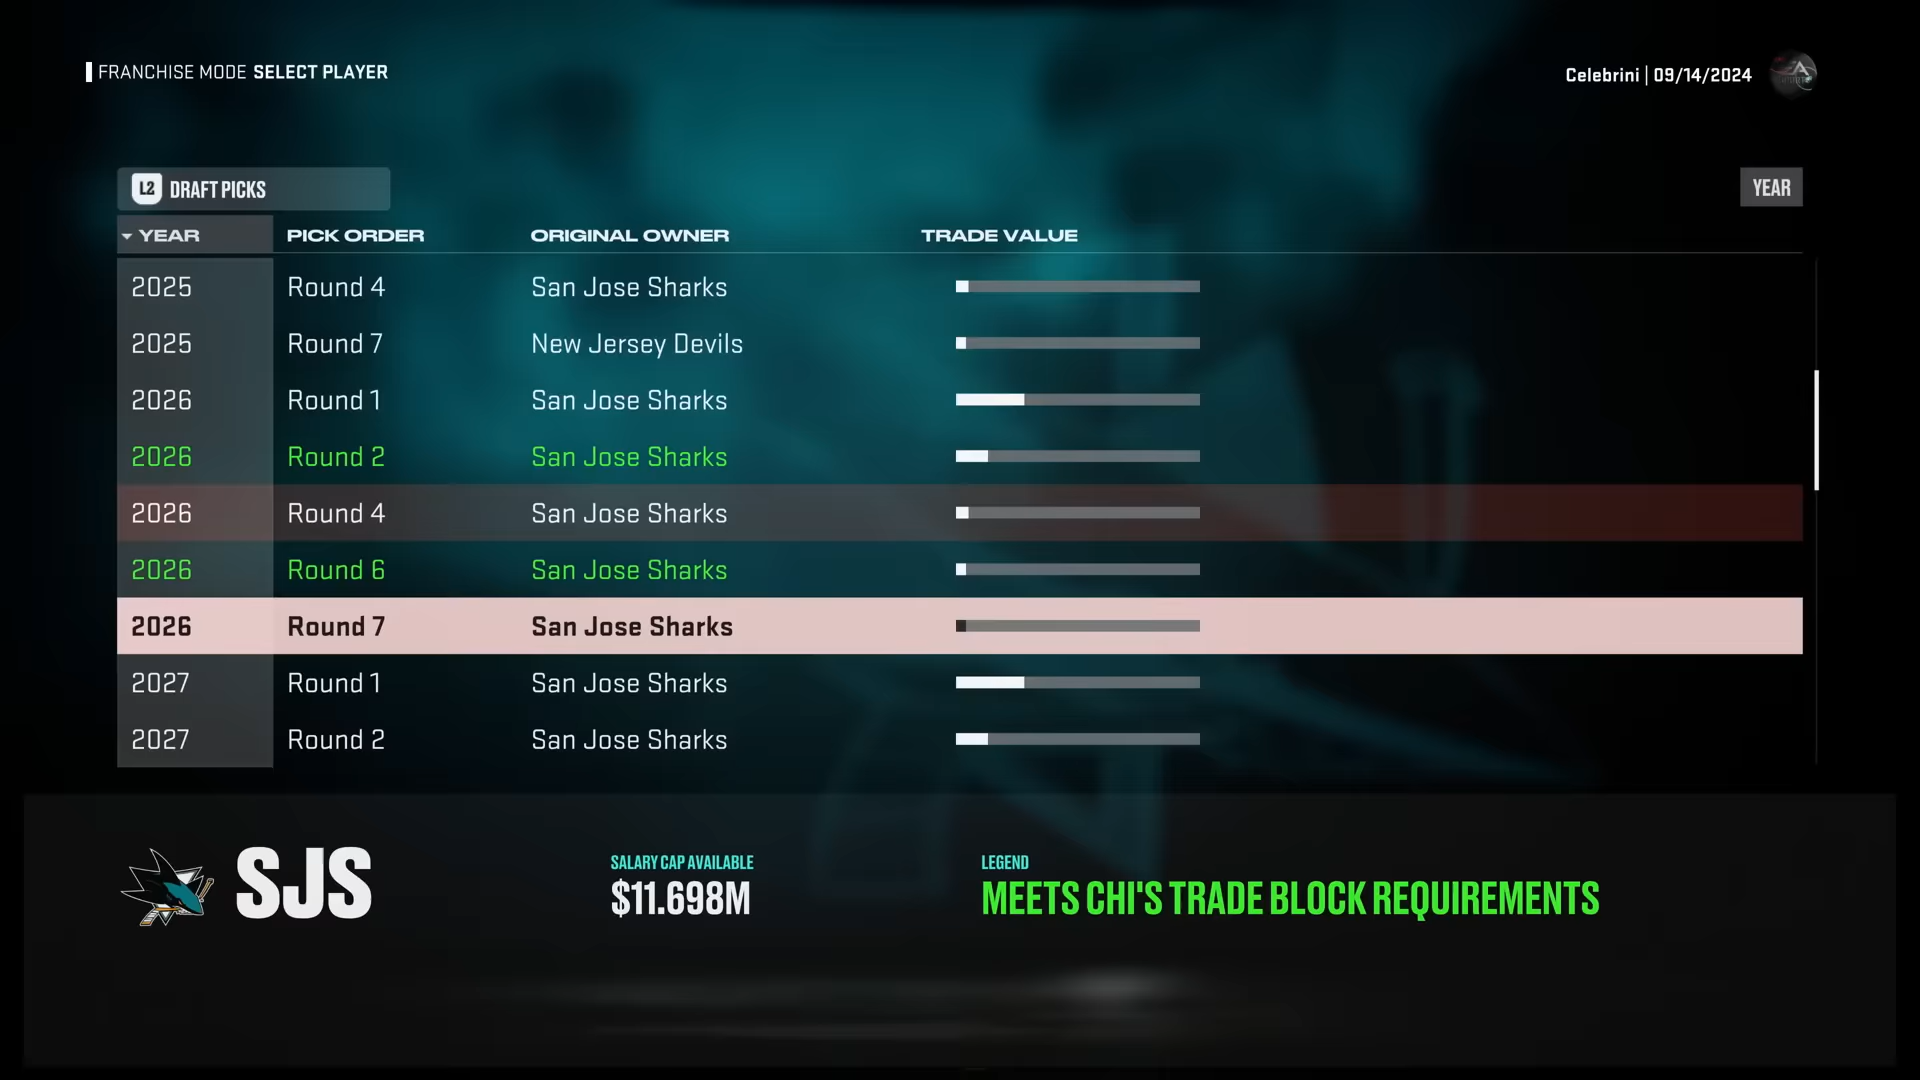 FRANCHISE MODE SELECT PLAYER
Celebrini | 09/14/2024
L2 DRAFT PICKS
YEAR
YEAR PICK ORDER ORIGINAL OWNER TRADE VALUE
2025 Round 4 San Jose Sharks
2025 Round 7 New Jersey Devils
2026 Round 1 San Jose Sharks
2026 Round 2 San Jose Sharks
2026 Round 4 San Jose Sharks
2026 Round 6 San Jose Sharks
2026 Round 7 San Jose Sharks
2027 Round 1 San Jose Sharks
2027 Round 2 San Jose Sharks
SJS
SALARY CAP AVAILABLE
$11.698M
LEGEND
MEETS CHI'S TRADE BLOCK REQUIREMENTS